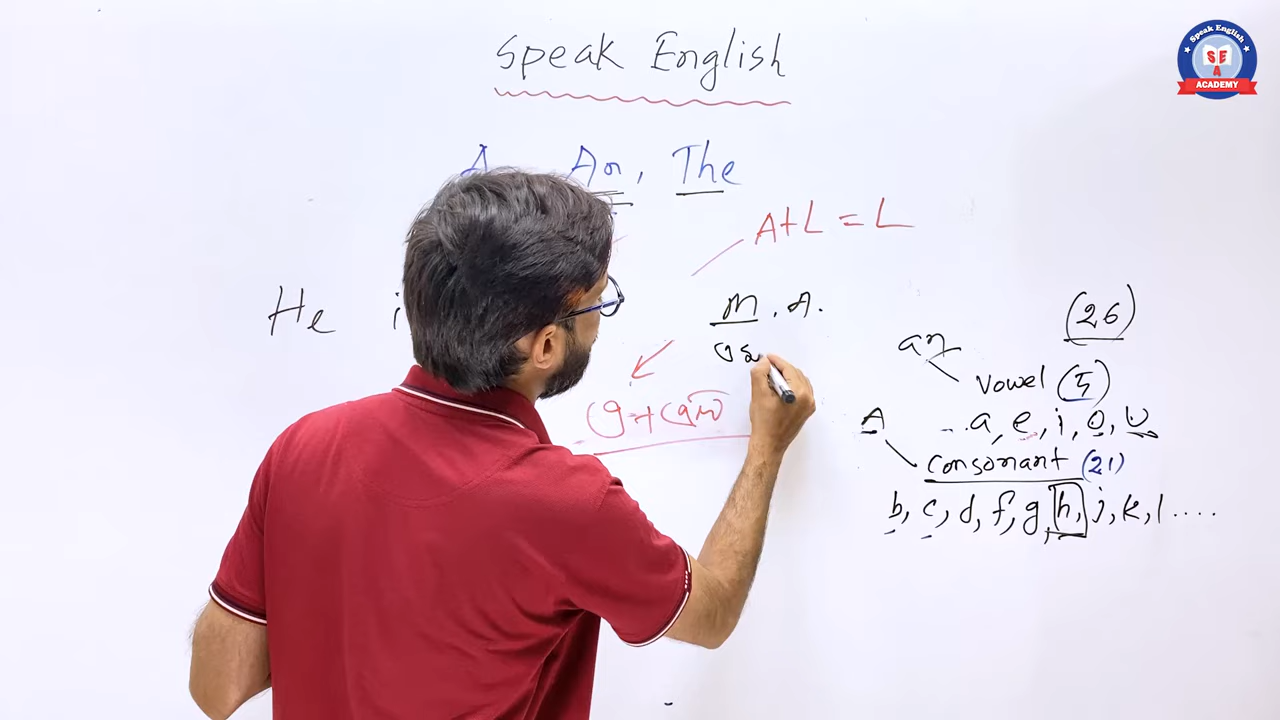 Speak English
Speak English
SE
A
ACADEMY
A, An, The
A+L = L
He i
M.A.
(26)
an
Vowel (5)
a, e, i, o, u
A
Consonant (21)
b, c, d, f, g, h, j, k, l ....